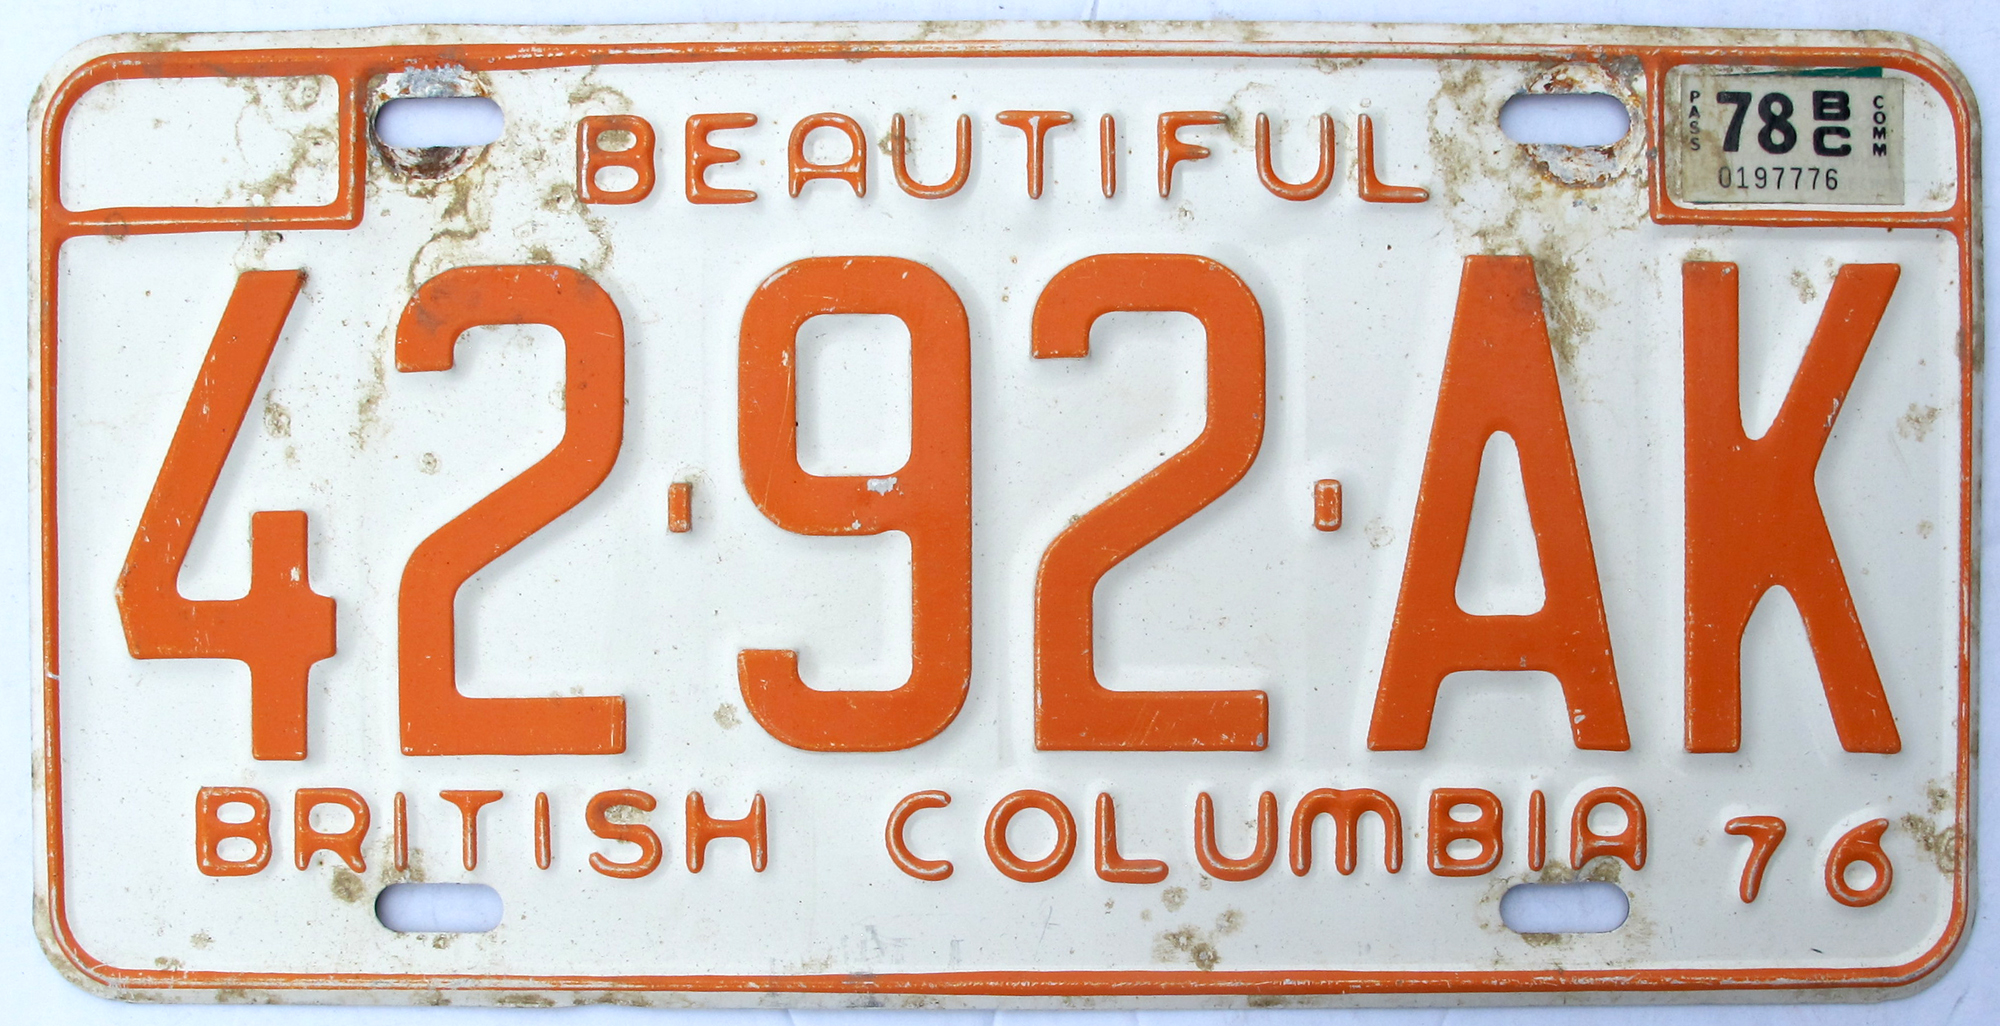 BEAUTIFUL
PASS 78 BC COMM
0197776
42·92·AK
BRITISH COLUMBIA 76